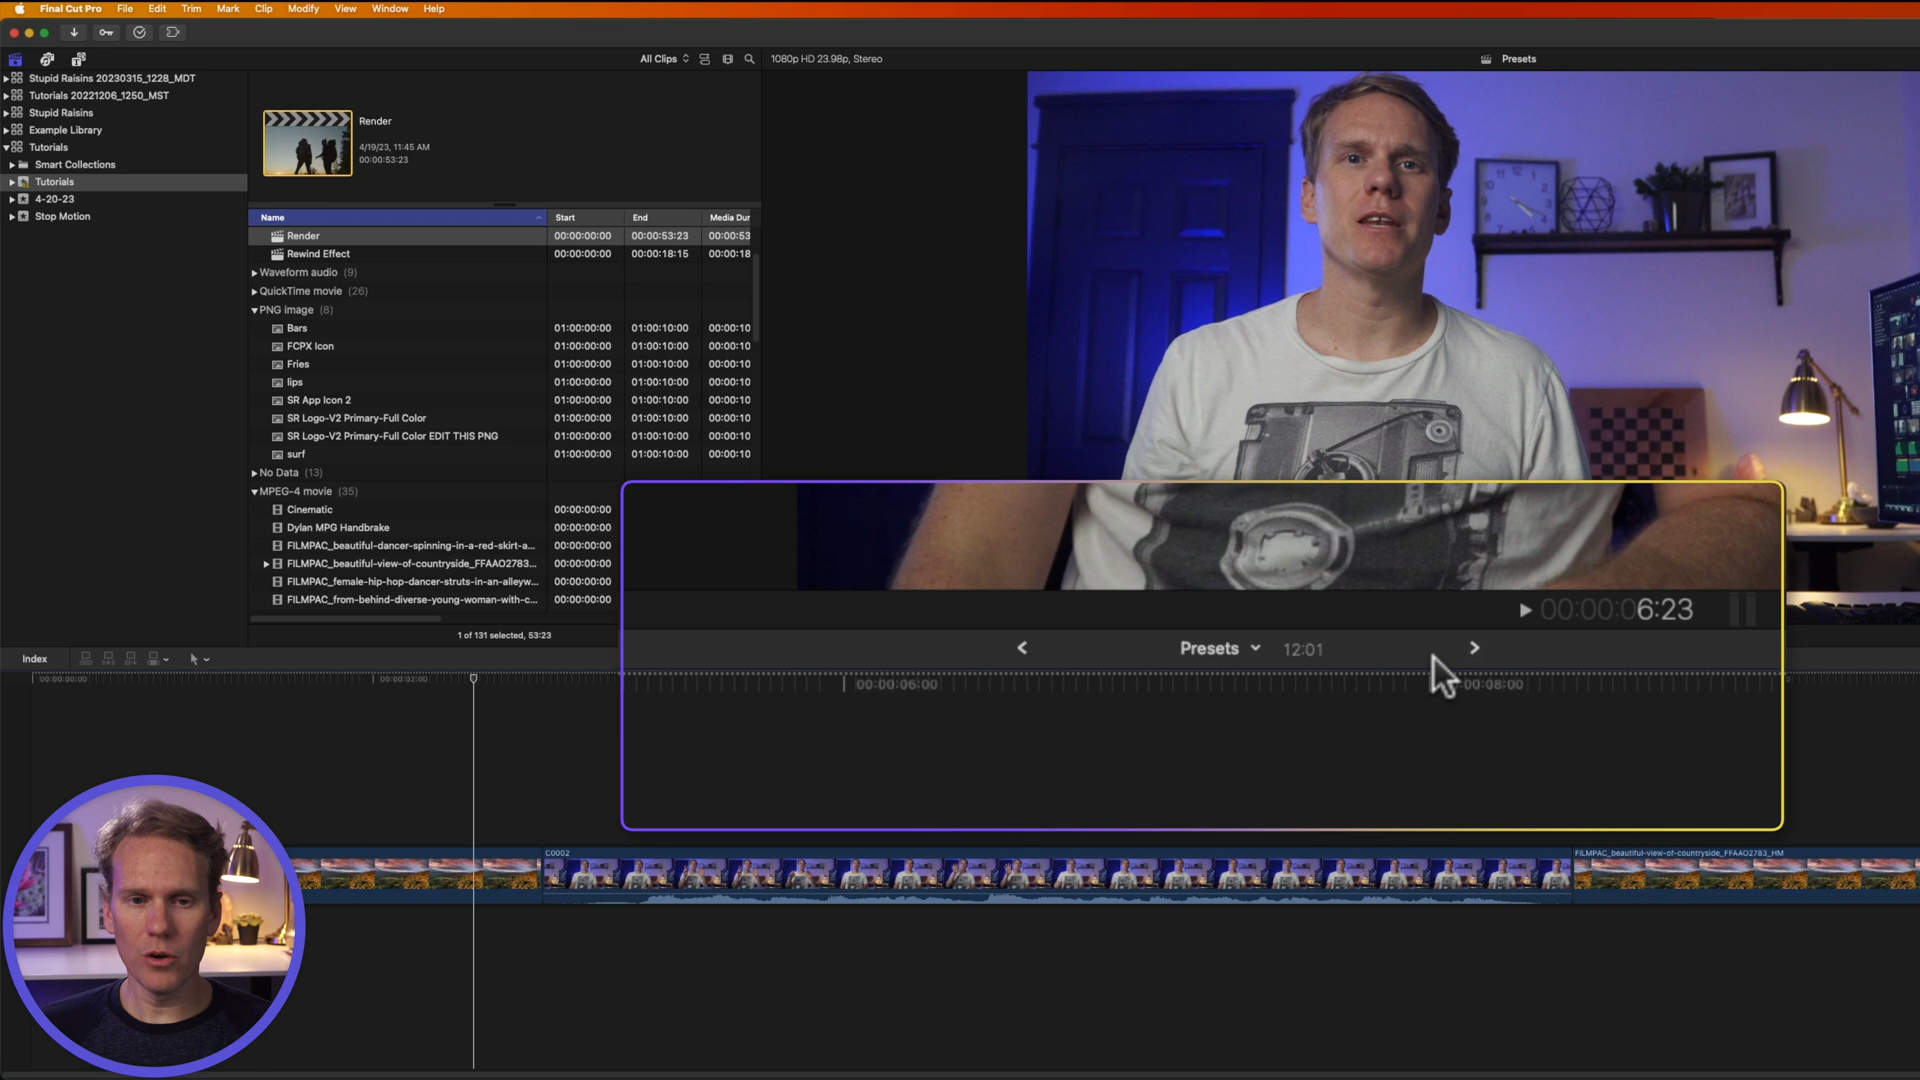 Final Cut Pro File Edit Trim Mark Clip Modify View Window Help
All Clips
1080p HD 23.98p, Stereo
Presets
Stupid Raisins 20230315_1228_MDT
Tutorials 20221206_1250_MST
Stupid Raisins
Example Library
Tutorials
Smart Collections
Tutorials
4-20-23
Stop Motion
Render
4/19/23, 11:45 AM
00:00:53:23
Name Start End Media Dur
Render 00:00:00:00 00:00:53:23 00:00:53
Rewind Effect 00:00:00:00 00:00:18:15 00:00:18
Waveform audio (9)
QuickTime movie (26)
PNG image (8)
Bars 01:00:00:00 01:00:10:00 00:00:10
FCPX Icon 01:00:00:00 01:00:10:00 00:00:10
Fries 01:00:00:00 01:00:10:00 00:00:10
lips 01:00:00:00 01:00:10:00 00:00:10
SR App Icon 2 01:00:00:00 01:00:10:00 00:00:10
SR Logo-V2 Primary-Full Color 01:00:00:00 01:00:10:00 00:00:10
SR Logo-V2 Primary-Full Color EDIT THIS PNG 01:00:00:00 01:00:10:00 00:00:10
surf 01:00:00:00 01:00:10:00 00:00:10
No Data (13)
MPEG-4 movie (35)
Cinematic 00:00:00:00
Dylan MPG Handbrake 00:00:00:00
FILMPAC_beautiful-dancer-spinning-in-a-red-skirt-a... 00:00:00:00
FILMPAC_beautiful-view-of-countryside_FFAAO2783... 00:00:00:00
FILMPAC_female-hip-hop-dancer-struts-in-an-alleyw... 00:00:00:00
FILMPAC_from-behind-diverse-young-woman-with-c... 00:00:00:00
1 of 131 selected, 53:23
00:00:06:23
Presets 12:01
00:00:06:00 :00:08:00
Index
00:00:00:00 00:00:02:00
C0002
FILMPAC_beautiful-view-of-countryside_FFAAO2783_HM